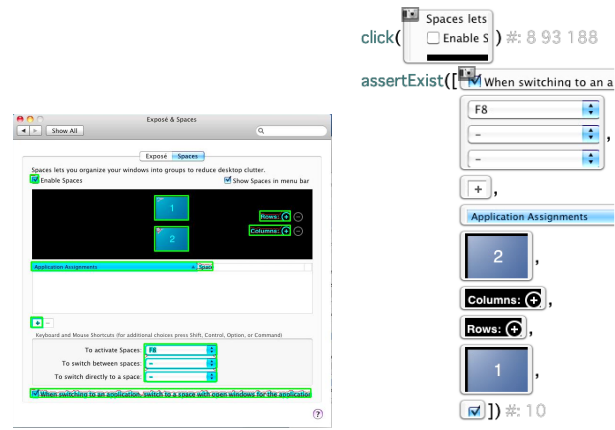 Exposé & Spaces
Show All
Exposé Spaces
Spaces lets you organize your windows into groups to reduce desktop clutter.
Enable Spaces
Show Spaces in menu bar
1
Rows:
2
Columns:
Application Assignments
Space
+ -
Keyboard and Mouse Shortcuts (for additional choices press Shift, Control, Option, or Command)
To activate Spaces: F8
To switch between spaces: -
To switch directly to a space: -
When switching to an application, switch to a space with open windows for the application
?
click( Spaces lets
Enable S ) #: 8 93 188
assertExist([ When switching to an a
F8
-
- ,
+ ,
Application Assignments
2 ,
Columns: + ,
Rows: + ,
1 ,
]) #: 10